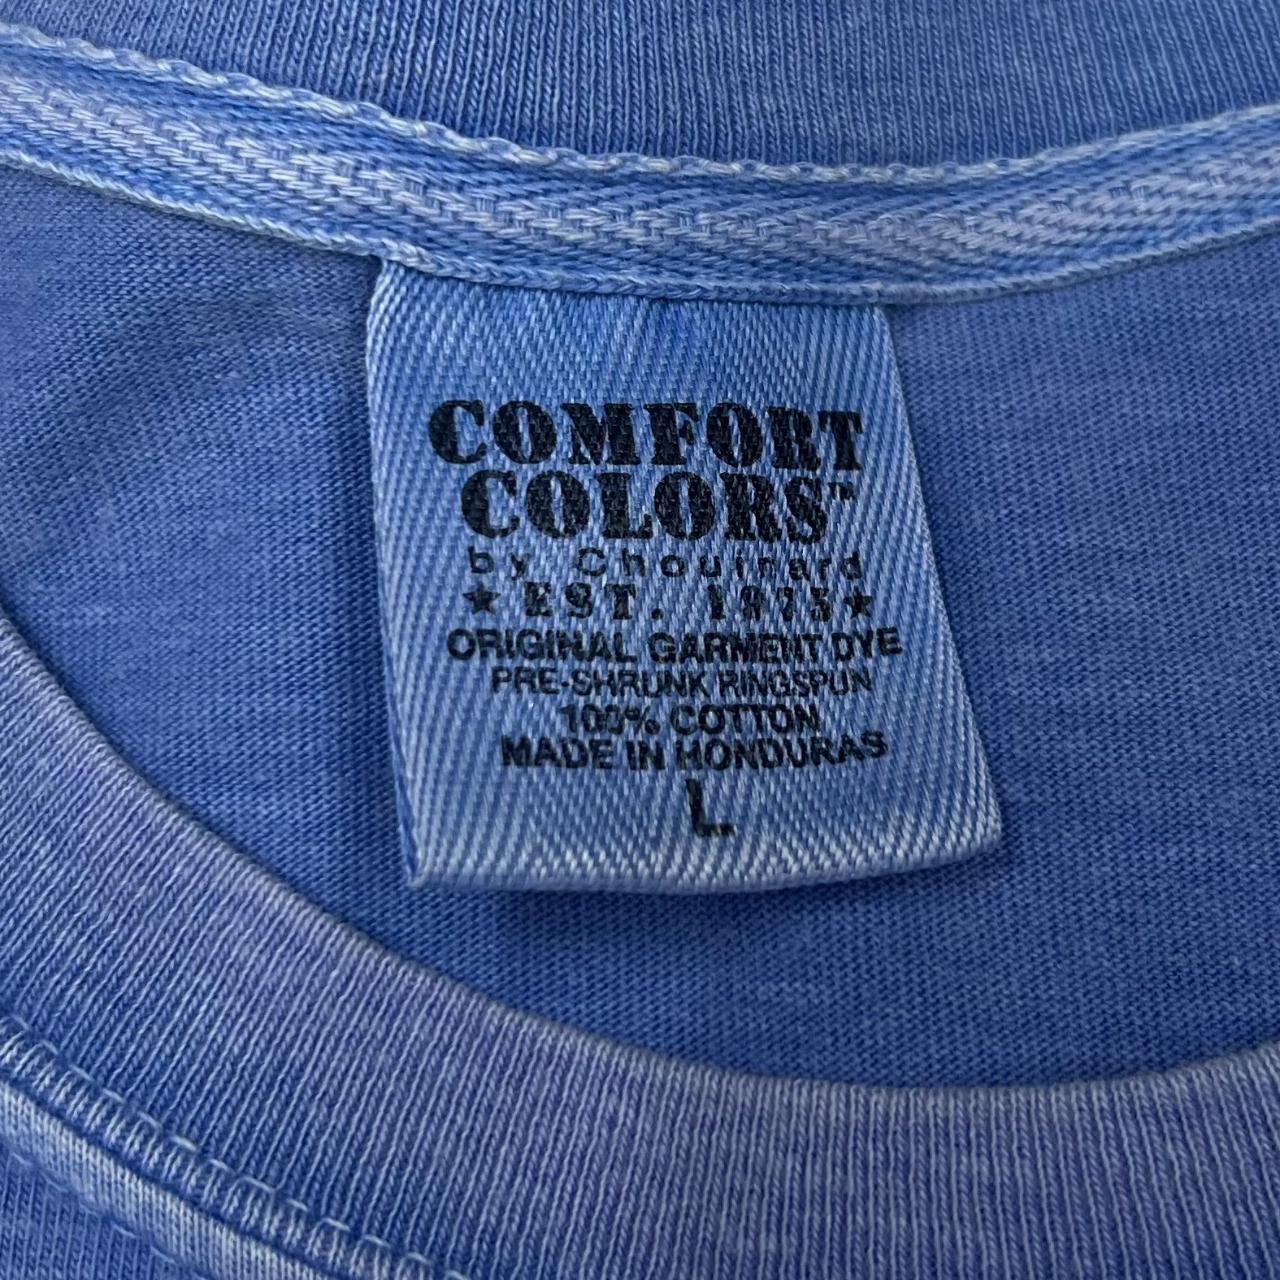 COMFORT
COLORS™
by Chouinard
★ EST. 1975 ★
ORIGINAL GARMENT DYE
PRE-SHRUNK RINGSPUN
100% COTTON
MADE IN HONDURAS
L